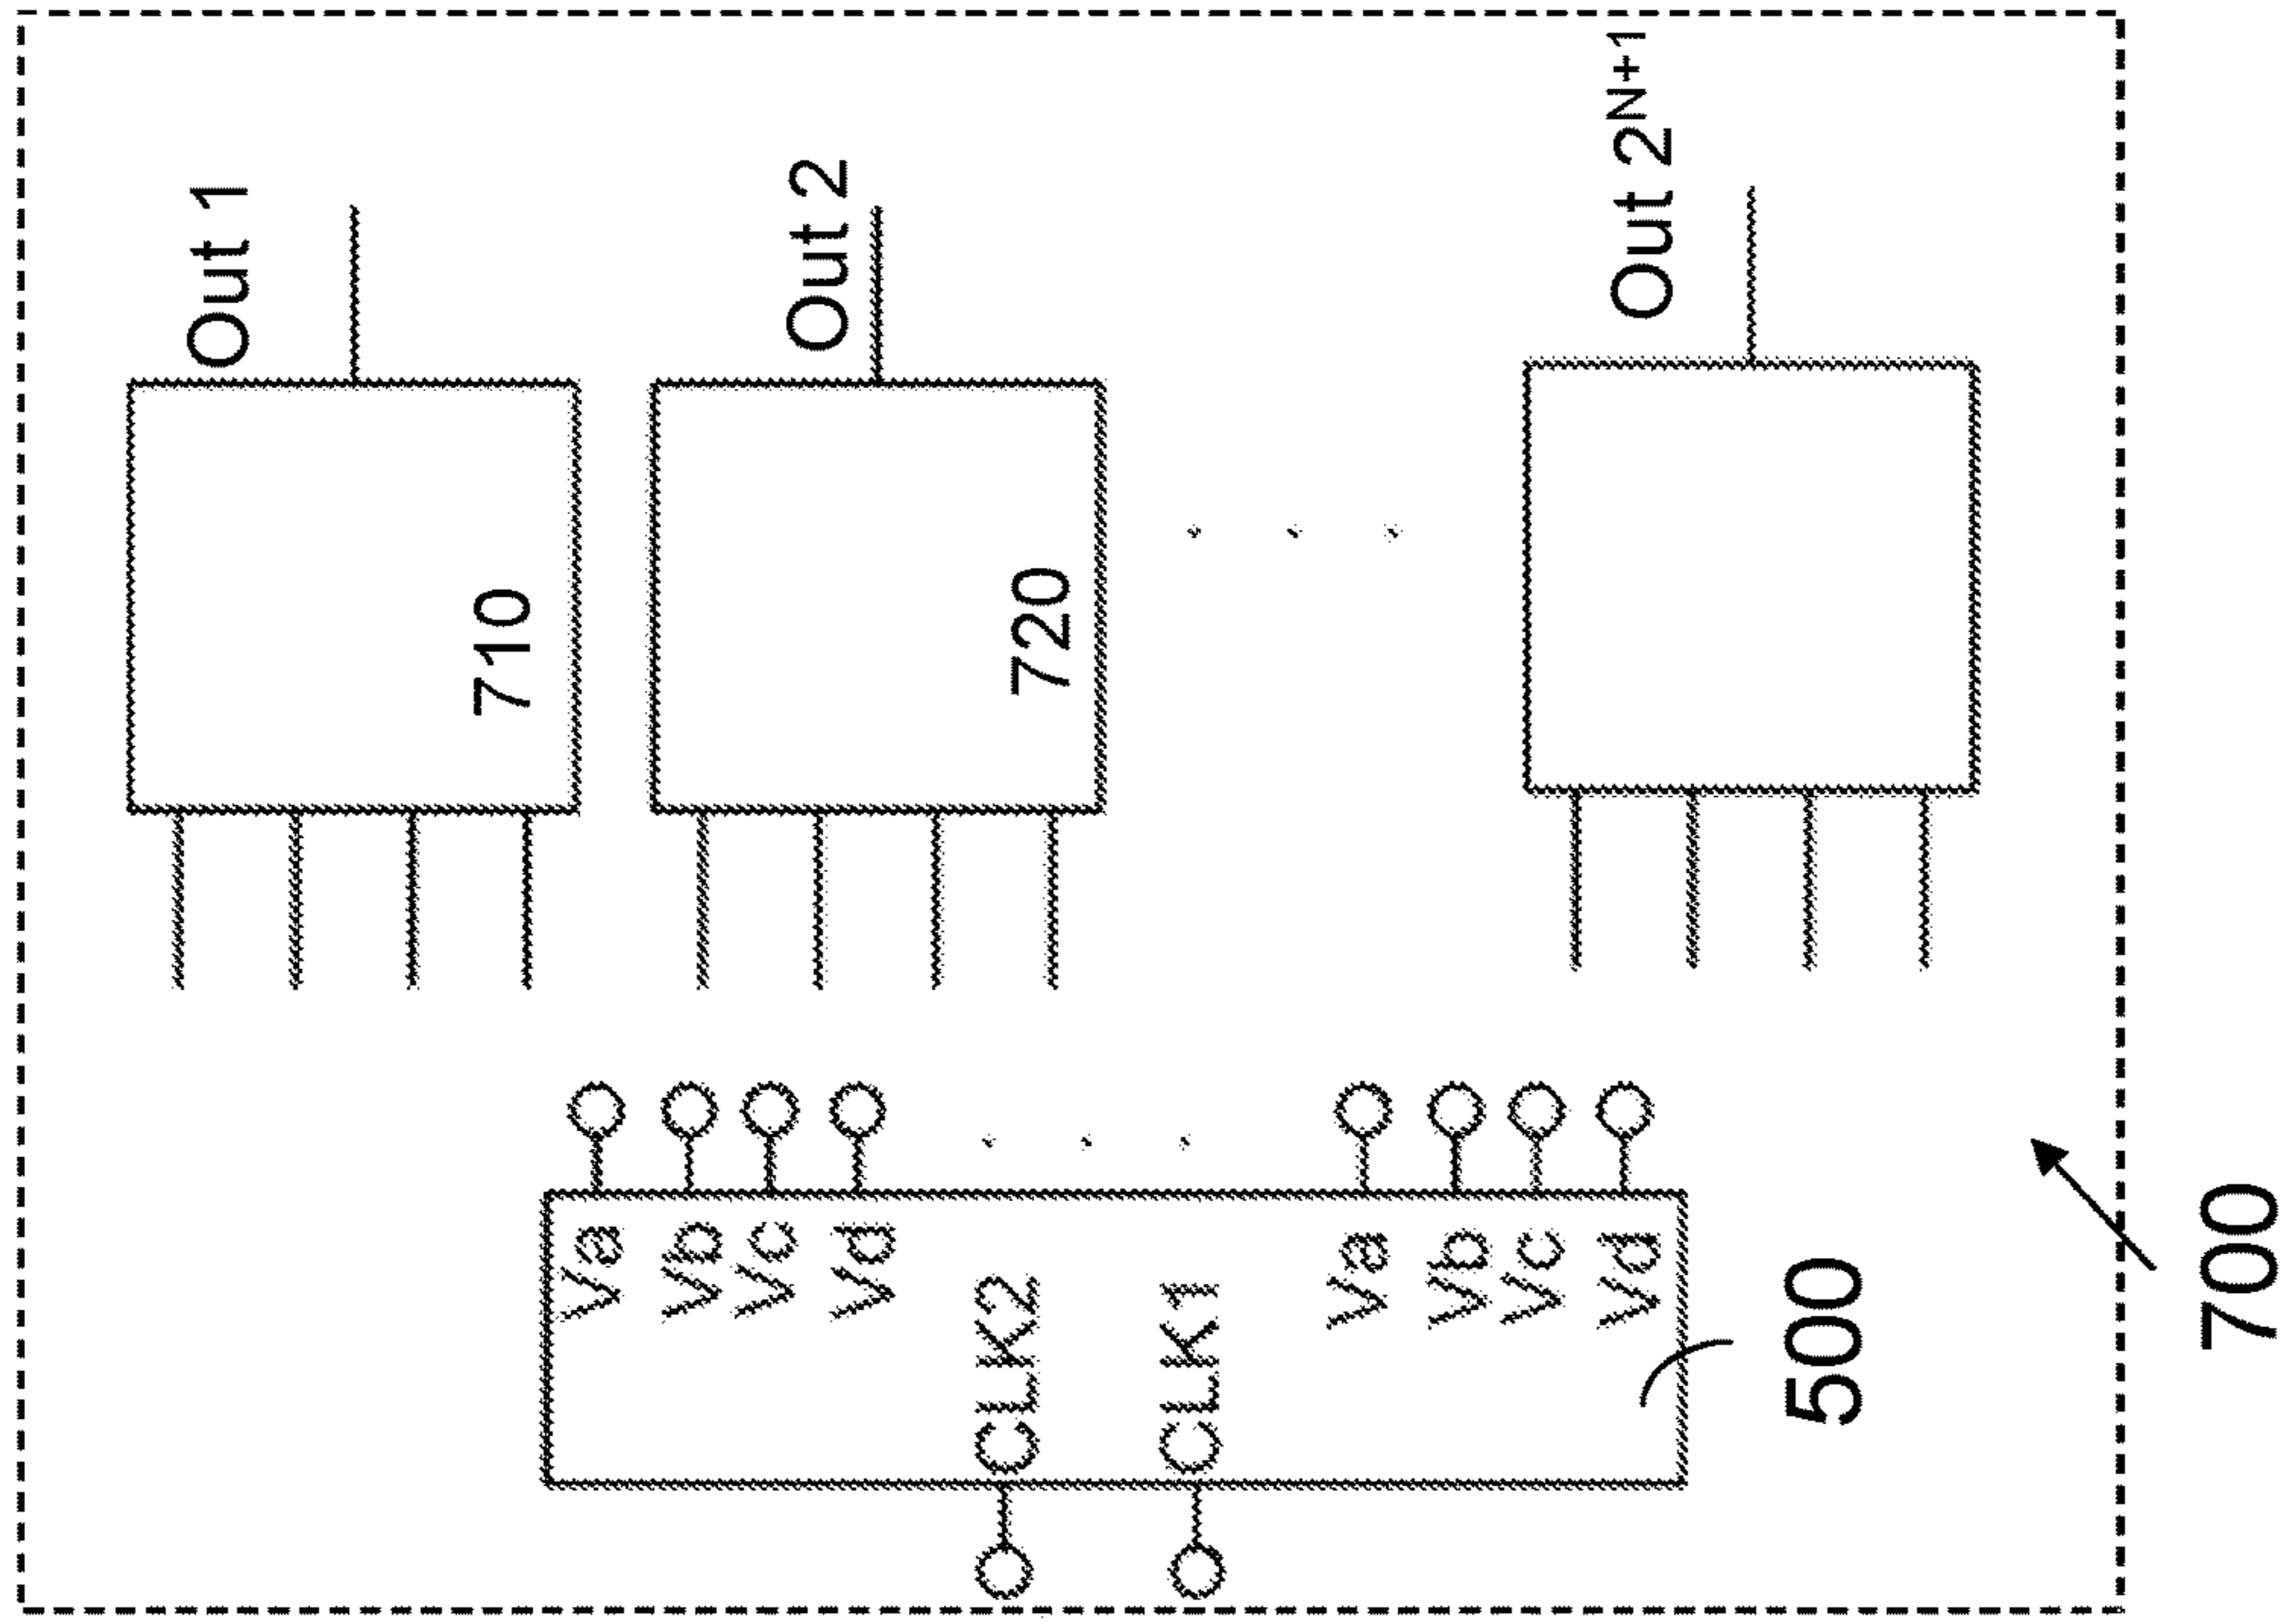 Out 1
Out 2
Out 2^N+1
710
720
Va
Vb
Vc
Vd
CLK2
CLK1
Va
Vb
Vc
Vd
500
700